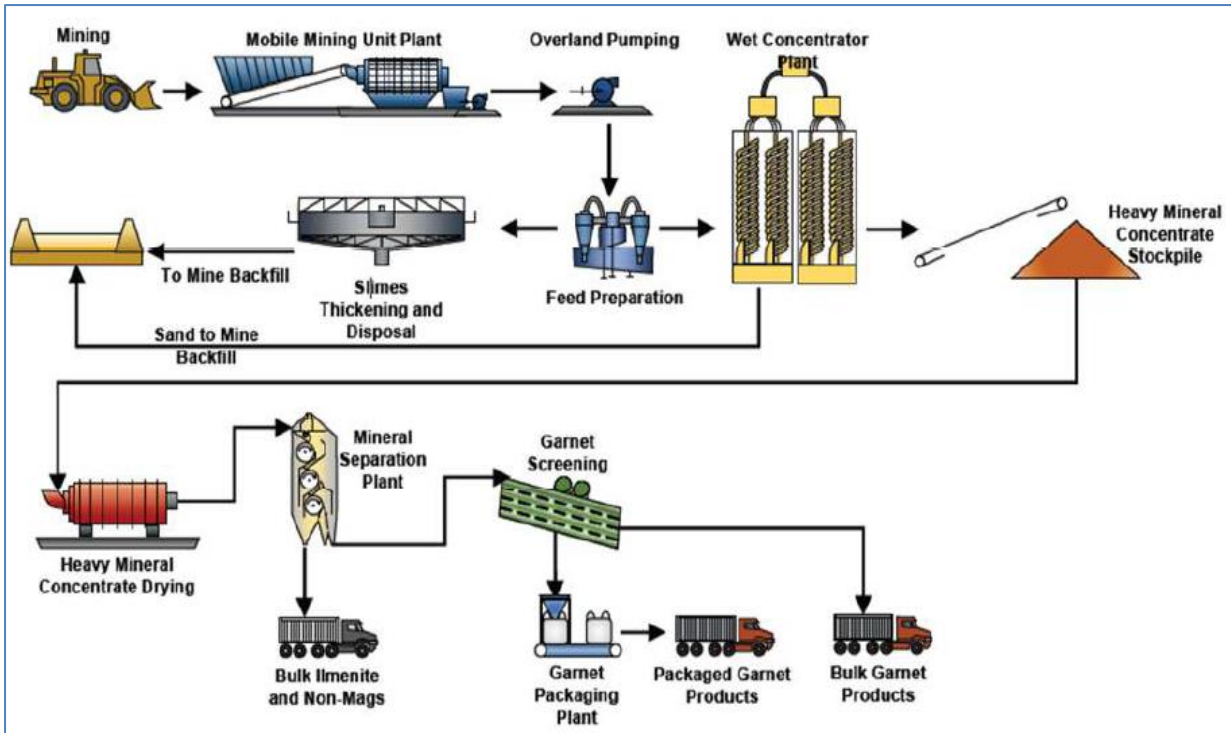 Mining
Mobile Mining Unit Plant
Overland Pumping
Wet Concentrator
Plant
Heavy Mineral
Concentrate
Stockpile
To Mine Backfill
Slimes
Thickening and
Disposal
Feed Preparation
Sand to Mine
Backfill
Mineral
Separation
Plant
Garnet
Screening
Heavy Mineral
Concentrate Drying
Bulk Ilmenite
and Non-Mags
Garnet
Packaging
Plant
Packaged Garnet
Products
Bulk Garnet
Products